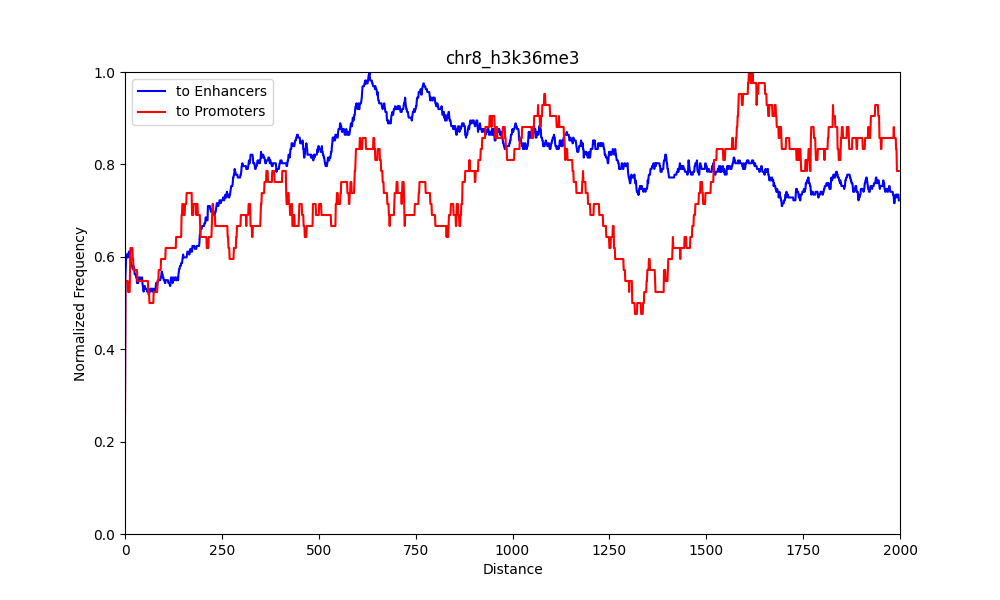 chr8_h3k36me3
to Enhancers
to Promoters
Normalized Frequency
1.0
0.8
0.6
0.4
0.2
0.0
0 250 500 750 1000 1250 1500 1750 2000
Distance